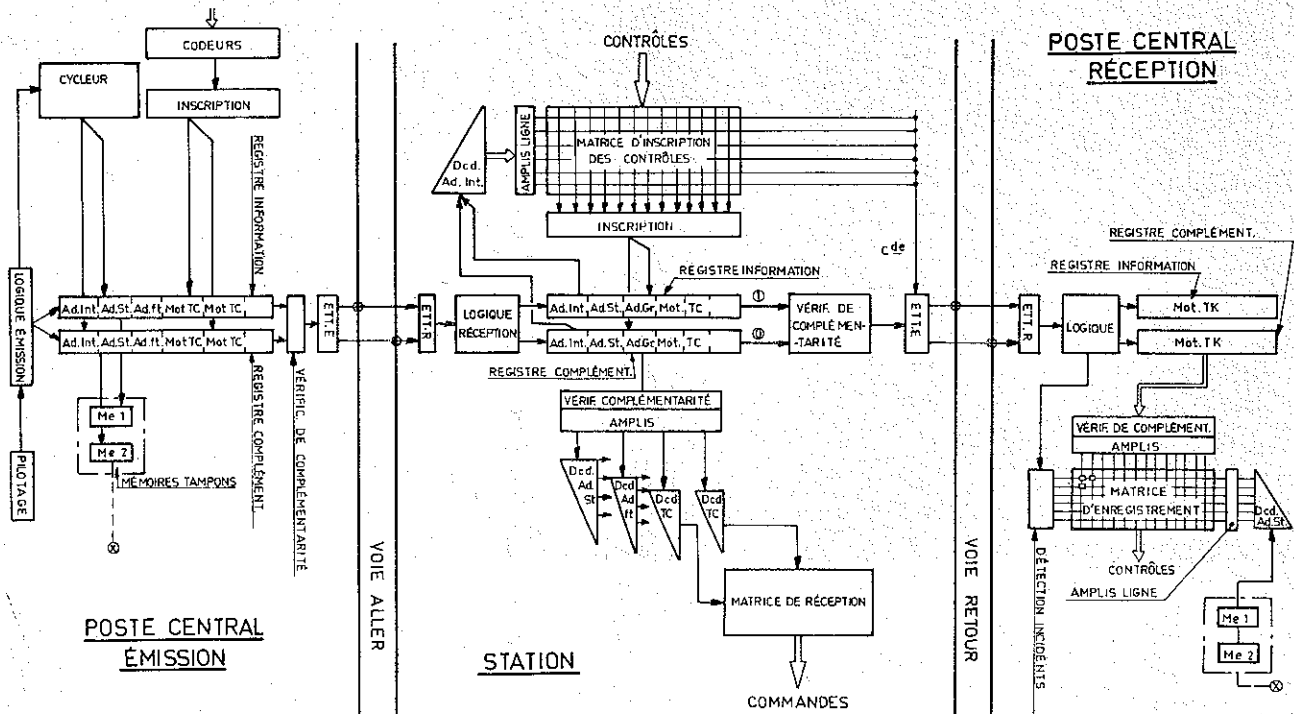 CODEURS
CYCLEUR
INSCRIPTION
REGISTRE INFORMATION
LOGIQUE ÉMISSION
Ad.Int. Ad.St. Ad.ft. Mot TC Mot TC
Ad.Int. Ad.St. Ad.ft. Mot TC Mot TC
ETT.E
Me 1
Me 2
MÉMOIRES TAMPONS
PILOTAGE
REGISTRE COMPLÉMENT.
VÉRIFIC. DE COMPLÉMENTARITÉ
POSTE CENTRAL
ÉMISSION
VOIE ALLER
CONTRÔLES
AMPLIS LIGNE
MATRICE D'INSCRIPTION
DES CONTRÔLES
Dcd.
Ad. Int.
INSCRIPTION
REGISTRE INFORMATION
ETT.R
LOGIQUE
RÉCEPTION
Ad.Int. Ad.St. Ad.Gr. Mot. TC
Ad.Int. Ad.St. Ad.Gr. Mot. TC
1
0
VÉRIF. DE
COMPLÉMEN-
-TARITÉ
cde
ETT.E
REGISTRE COMPLÉMENT.
VÉRIF. COMPLÉMENTARITÉ
AMPLIS
Dcd.
Ad.
St
Dcd
Ad
ft
Dcd
TC
Dcd
TC
MATRICE DE RÉCEPTION
COMMANDES
STATION
VOIE RETOUR
POSTE CENTRAL
RÉCEPTION
REGISTRE COMPLÉMENT.
REGISTRE INFORMATION
ETT.R
LOGIQUE
Mot. TK
Mot. TK
VÉRIF. DE COMPLÉMENT.
AMPLIS
MATRICE
D'ENREGISTREMENT
Dcd.
Ad.St.
CONTRÔLES
AMPLIS LIGNE
DÉTECTION INCIDENTS
Me 1
Me 2